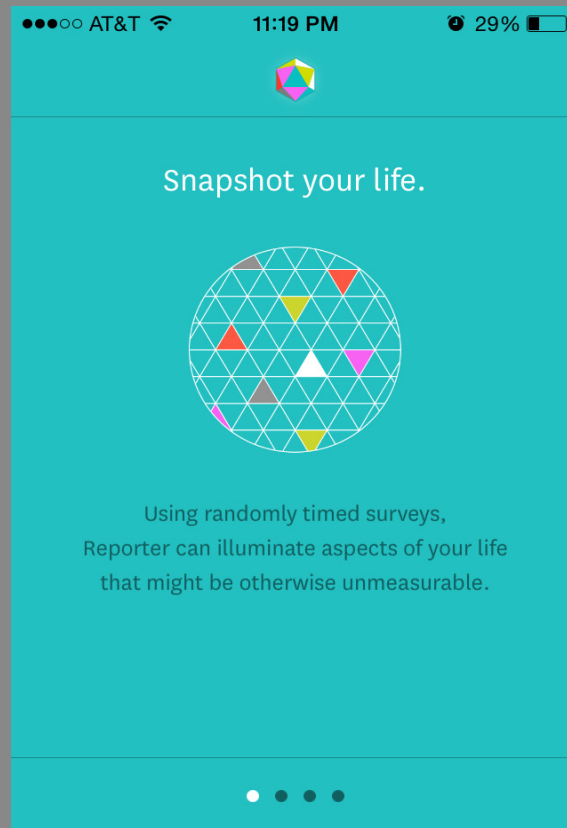 AT&T 11:19 PM 29%
Snapshot your life.
Using randomly timed surveys,
Reporter can illuminate aspects of your life
that might be otherwise unmeasurable.